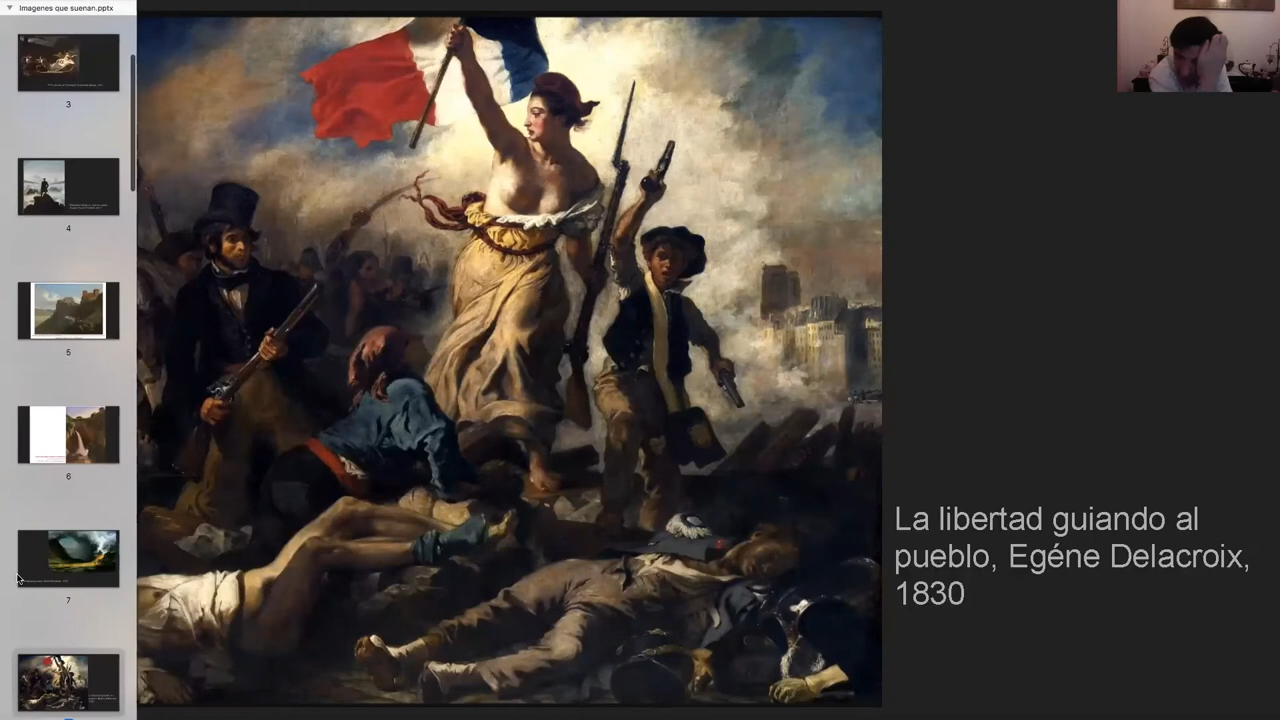 Imagenes que suenan.pptx
3
4
5
6
7
La libertad guiando al
pueblo, Egéne Delacroix,
1830